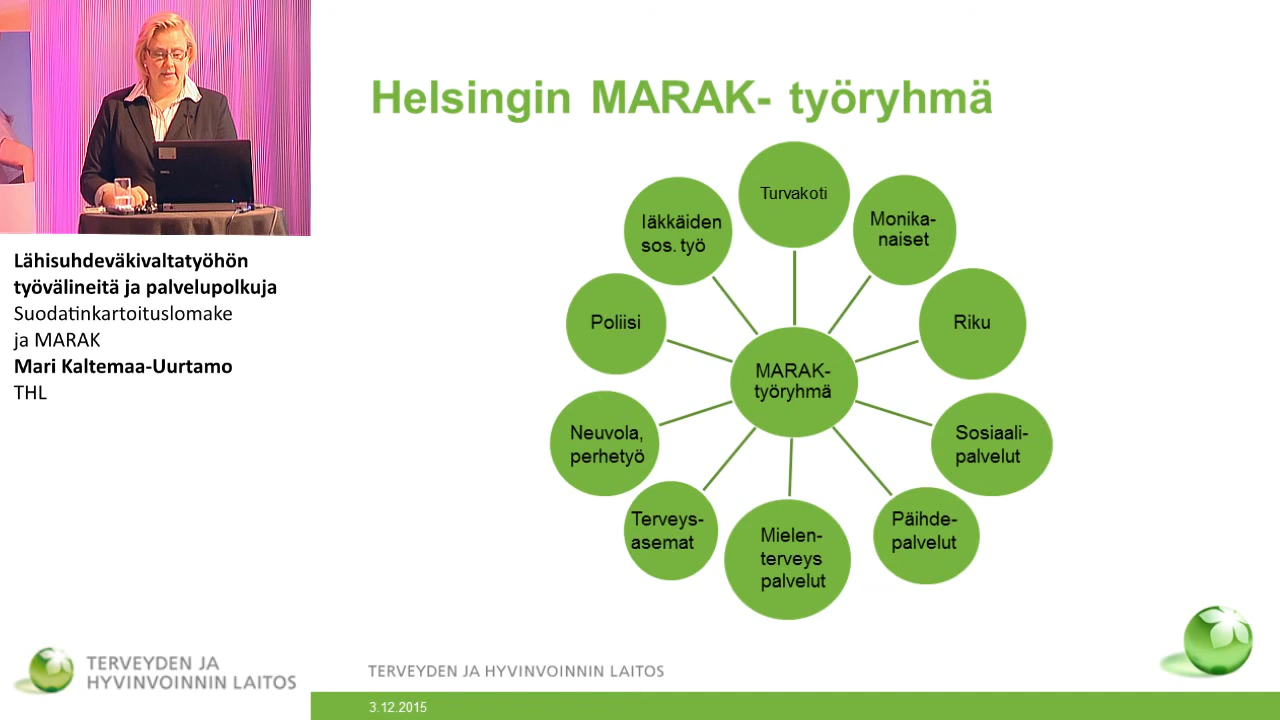 Helsingin MARAK- työryhmä
Turvakoti
Monika-
naiset
Riku
Sosiaali-
palvelut
Päihde-
palvelut
Mielen-
terveys
palvelut
Terveys-
asemat
Neuvola,
perhetyö
Poliisi
Iäkkäiden
sos. työ
MARAK-
työryhmä
Lähisuhdeväkivaltatyöhön
työvälineitä ja palvelupolkuja
Suodatinkartoituslomake
ja MARAK
Mari Kaltemaa-Uurtamo
THL
TERVEYDEN JA
HYVINVOINNIN LAITOS
TERVEYDEN JA HYVINVOINNIN LAITOS
3.12.2015